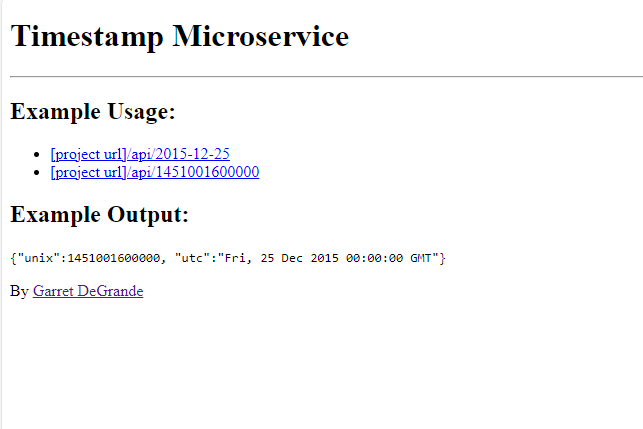 Timestamp Microservice
Example Usage:
[project url]/api/2015-12-25
[project url]/api/1451001600000
Example Output:
{"unix":1451001600000, "utc":"Fri, 25 Dec 2015 00:00:00 GMT"}
By Garret DeGrande